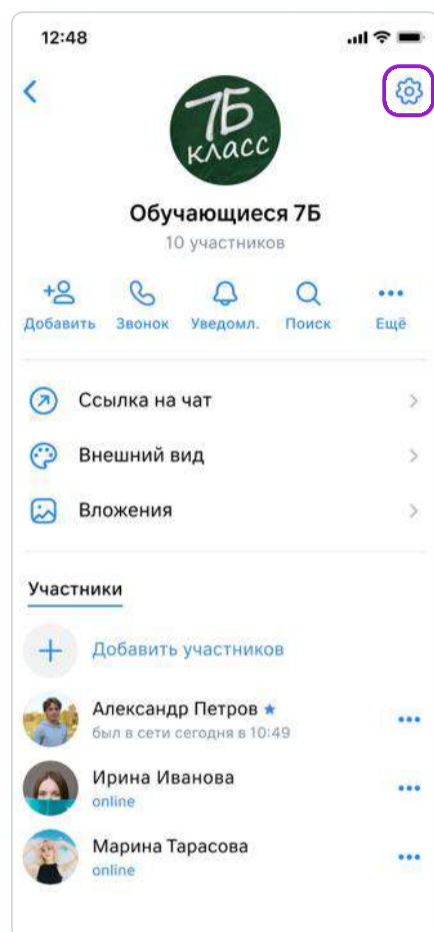 12:48
7Б
класс
Обучающиеся 7Б
10 участников
Добавить Звонок Уведомл. Поиск Ещё
Ссылка на чат
Внешний вид
Вложения
Участники
Добавить участников
Александр Петров
был в сети сегодня в 10:49
Ирина Иванова
online
Марина Тарасова
online